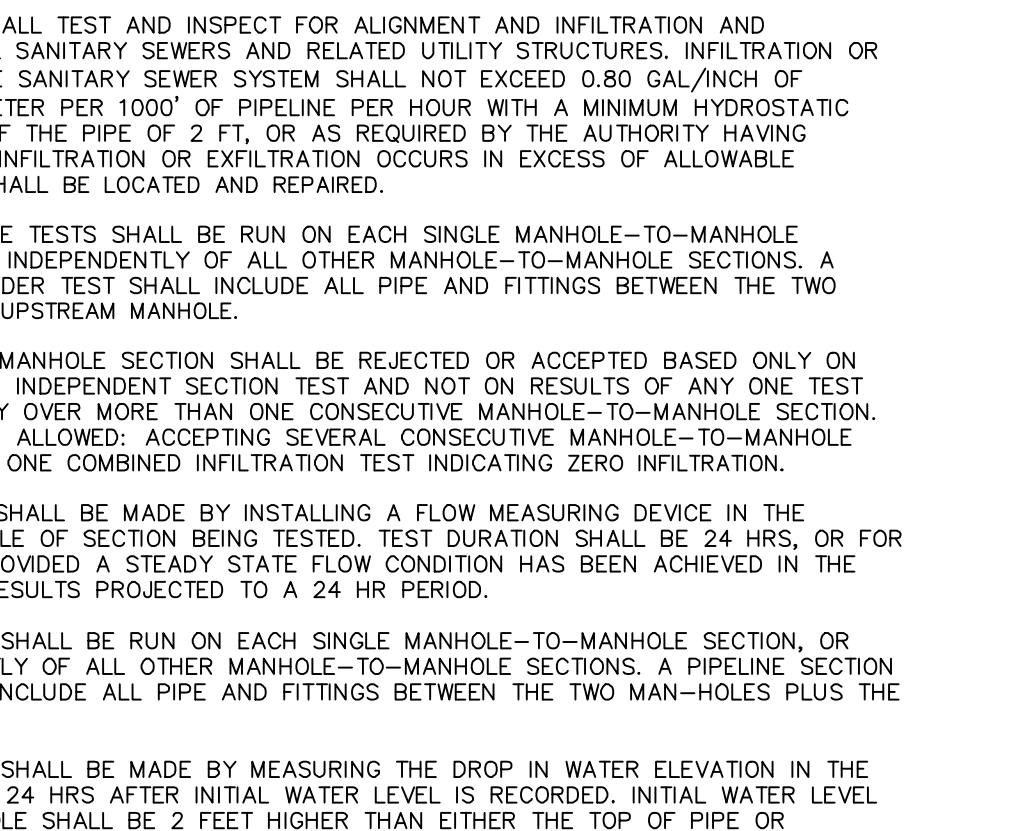 ALL TEST AND INSPECT FOR ALIGNMENT AND INFILTRATION AND
SANITARY SEWERS AND RELATED UTILITY STRUCTURES. INFILTRATION OR
E SANITARY SEWER SYSTEM SHALL NOT EXCEED 0.80 GAL/INCH OF
ETER PER 1000' OF PIPELINE PER HOUR WITH A MINIMUM HYDROSTATIC
F THE PIPE OF 2 FT, OR AS REQUIRED BY THE AUTHORITY HAVING
INFILTRATION OR EXFILTRATION OCCURS IN EXCESS OF ALLOWABLE
HALL BE LOCATED AND REPAIRED.
E TESTS SHALL BE RUN ON EACH SINGLE MANHOLE-TO-MANHOLE
INDEPENDENTLY OF ALL OTHER MANHOLE-TO-MANHOLE SECTIONS. A
DER TEST SHALL INCLUDE ALL PIPE AND FITTINGS BETWEEN THE TWO
UPSTREAM MANHOLE.
MANHOLE SECTION SHALL BE REJECTED OR ACCEPTED BASED ONLY ON
INDEPENDENT SECTION TEST AND NOT ON RESULTS OF ANY ONE TEST
Y OVER MORE THAN ONE CONSECUTIVE MANHOLE-TO-MANHOLE SECTION.
ALLOWED: ACCEPTING SEVERAL CONSECUTIVE MANHOLE-TO-MANHOLE
ONE COMBINED INFILTRATION TEST INDICATING ZERO INFILTRATION.
SHALL BE MADE BY INSTALLING A FLOW MEASURING DEVICE IN THE
LE OF SECTION BEING TESTED. TEST DURATION SHALL BE 24 HRS, OR FOR
OVIDED A STEADY STATE FLOW CONDITION HAS BEEN ACHIEVED IN THE
ESULTS PROJECTED TO A 24 HR PERIOD.
SHALL BE RUN ON EACH SINGLE MANHOLE-TO-MANHOLE SECTION, OR
LY OF ALL OTHER MANHOLE-TO-MANHOLE SECTIONS. A PIPELINE SECTION
NCLUDE ALL PIPE AND FITTINGS BETWEEN THE TWO MAN-HOLES PLUS THE
SHALL BE MADE BY MEASURING THE DROP IN WATER ELEVATION IN THE
24 HRS AFTER INITIAL WATER LEVEL IS RECORDED. INITIAL WATER LEVEL
OLE SHALL BE 2 FEET HIGHER THAN EITHER THE TOP OF PIPE OR